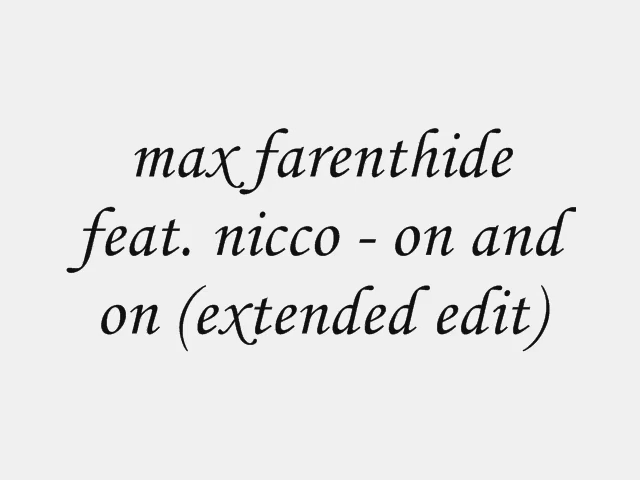 max farenthide
feat. nicco - on and
on (extended edit)